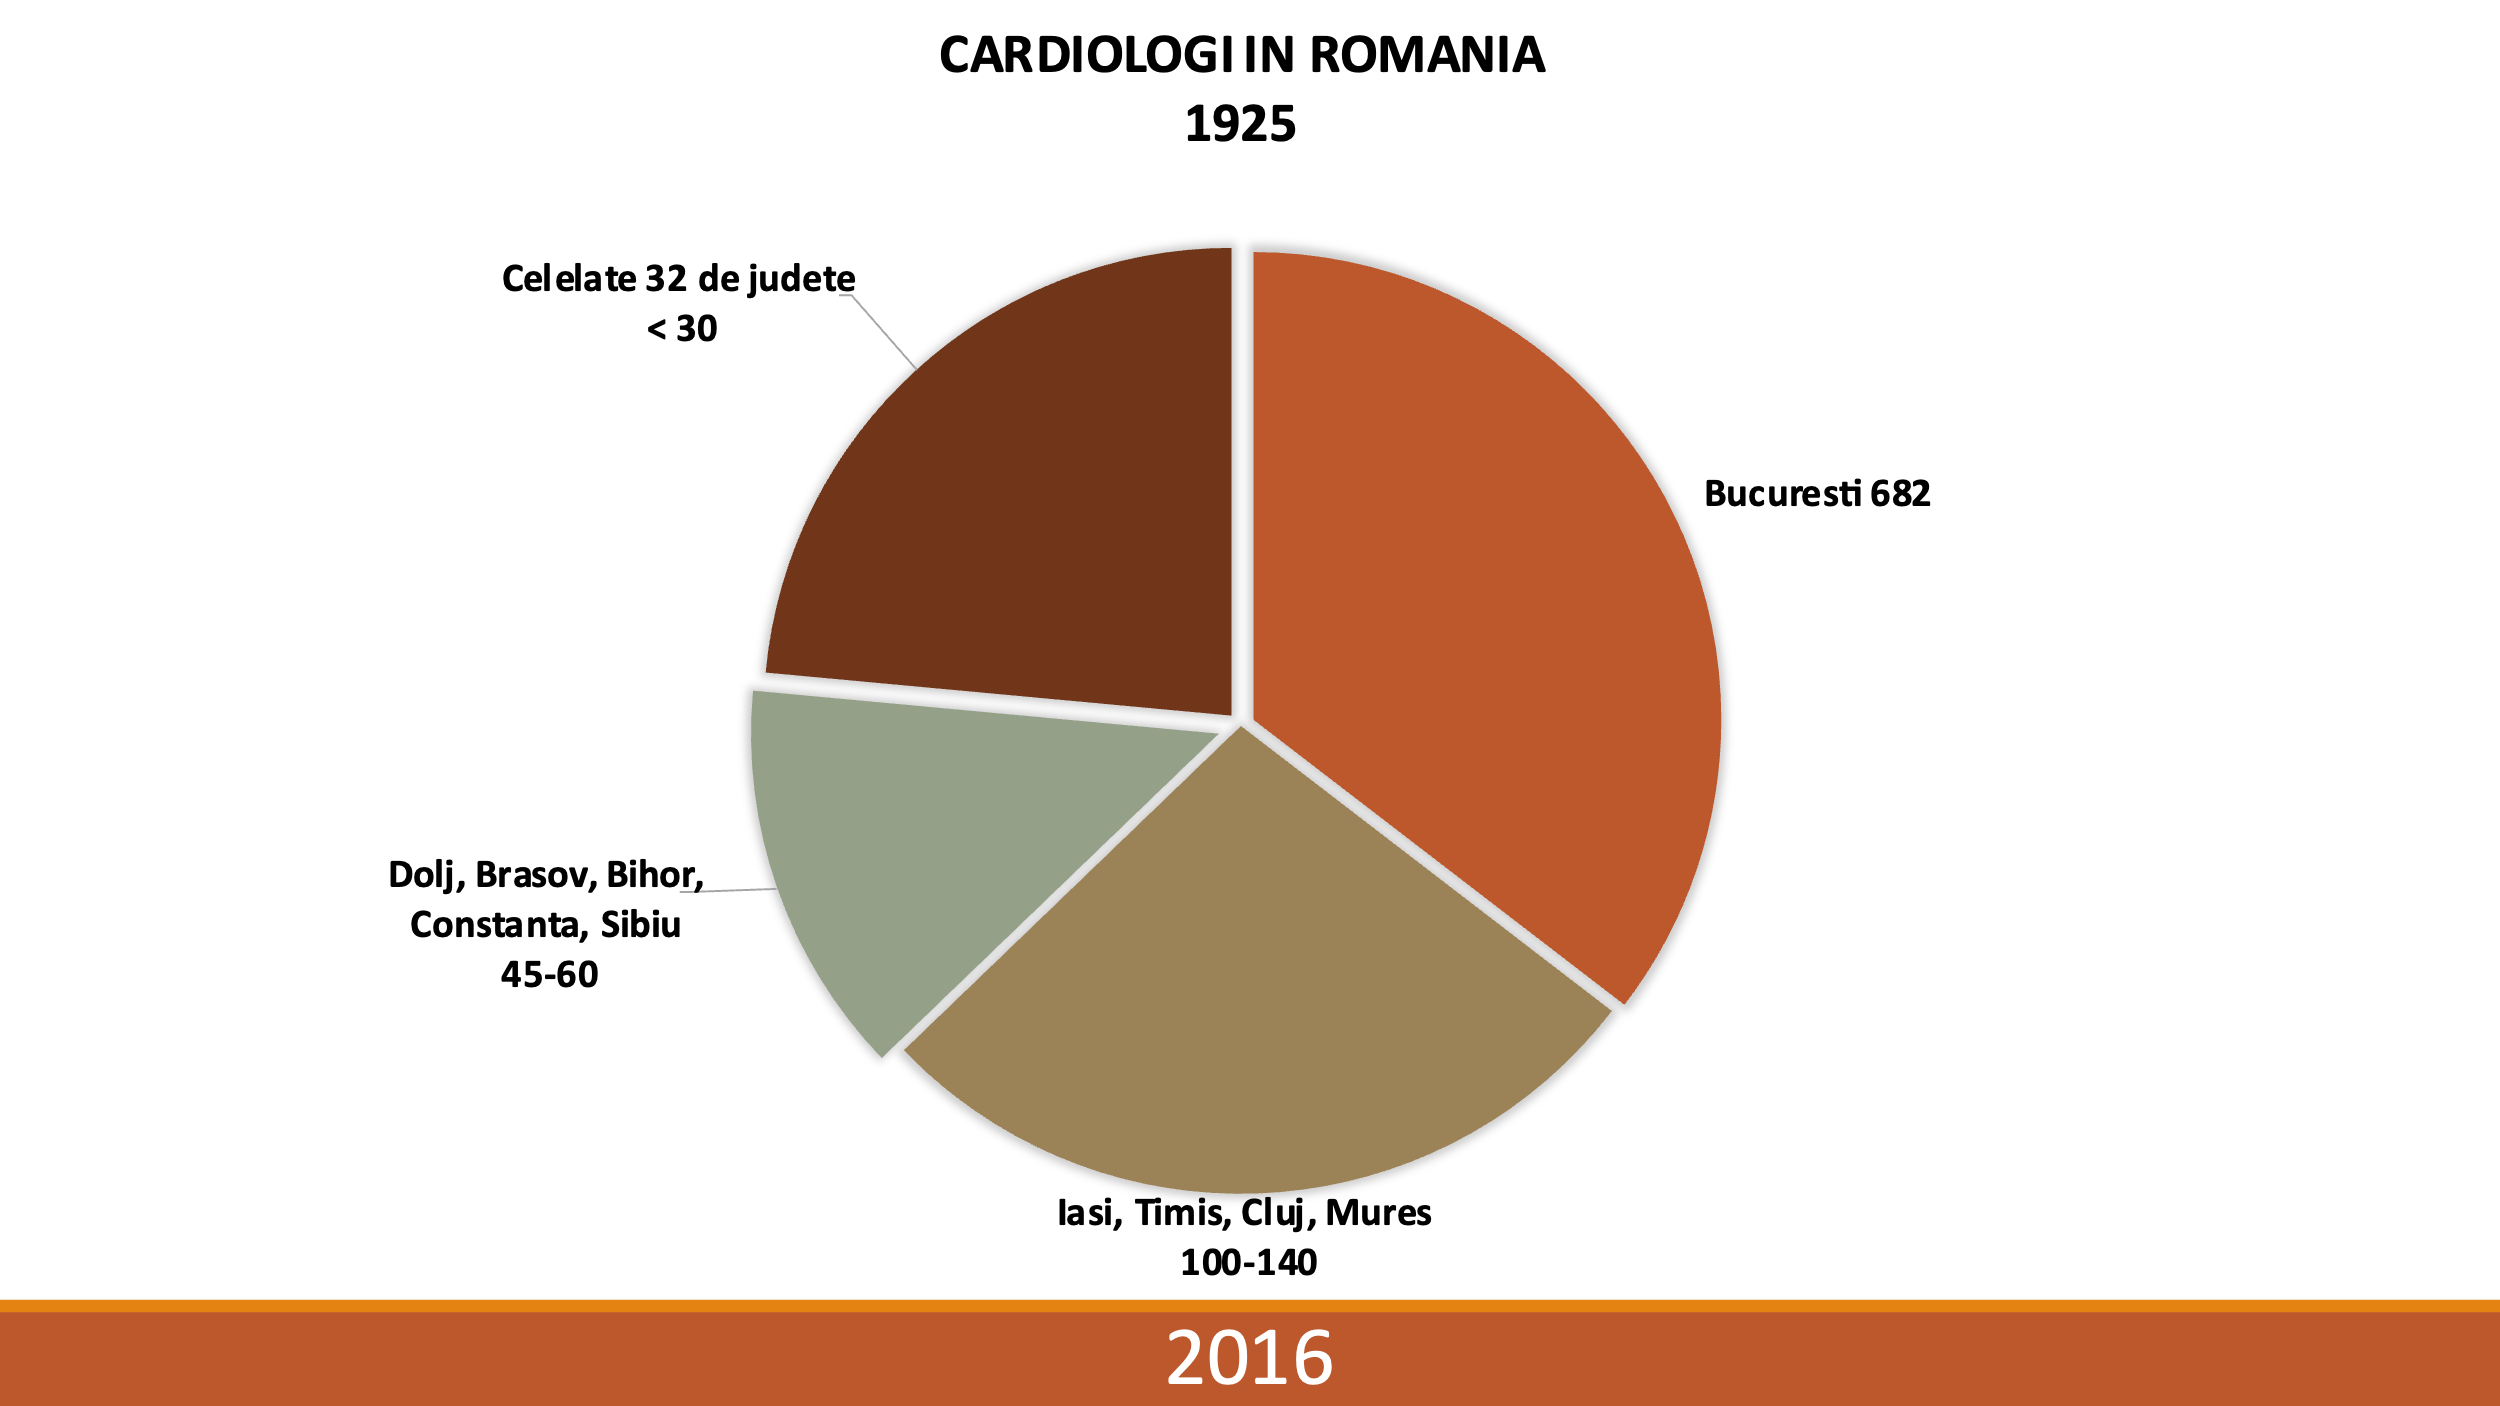 CARDIOLOGI IN ROMANIA
1925
Celelate 32 de judete
< 30
Bucuresti 682
Dolj, Brasov, Bihor,
Constanta, Sibiu
45-60
Iasi, Timis, Cluj, Mures
100-140
2016